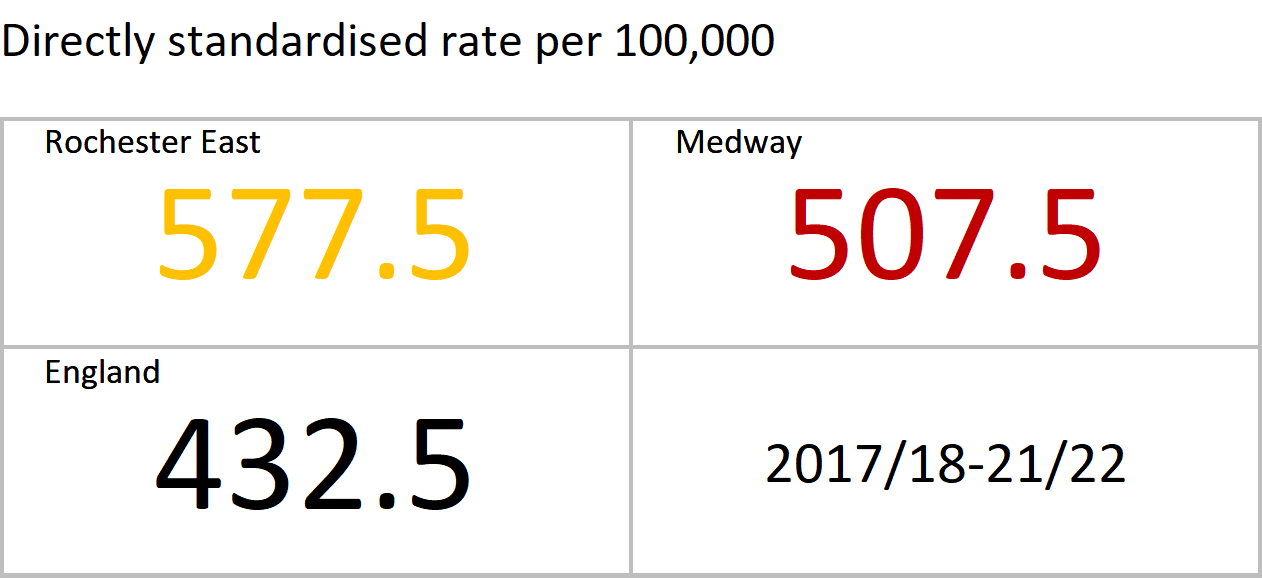 Directly standardised rate per 100,000
Rochester East
577.5
Medway
507.5
England
432.5
2017/18-21/22